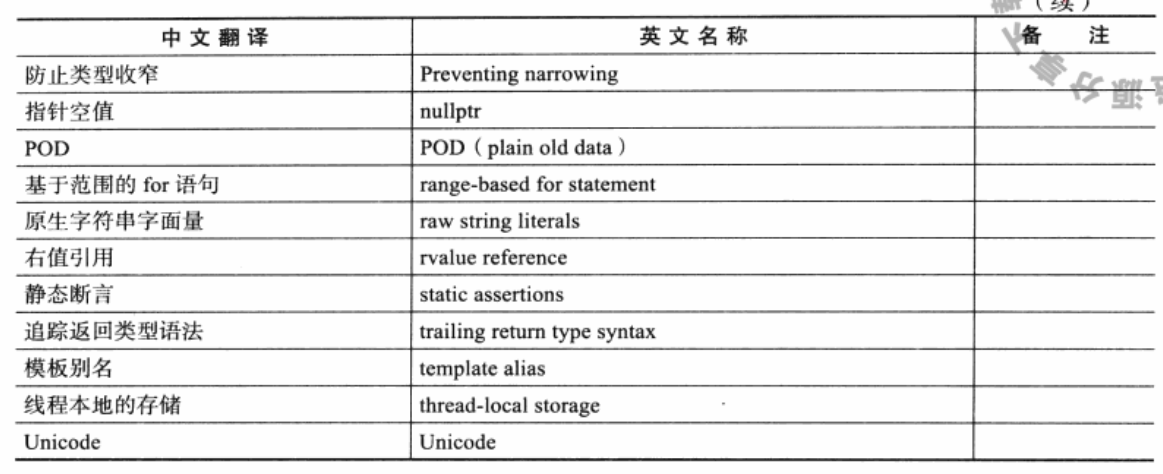 （续）
中文翻译 英文名称 备 注
防止类型收窄 Preventing narrowing
指针空值 nullptr
POD POD（plain old data）
基于范围的 for 语句 range-based for statement
原生字符串字面量 raw string literals
右值引用 rvalue reference
静态断言 static assertions
追踪返回类型语法 trailing return type syntax
模板别名 template alias
线程本地的存储 thread-local storage
Unicode Unicode